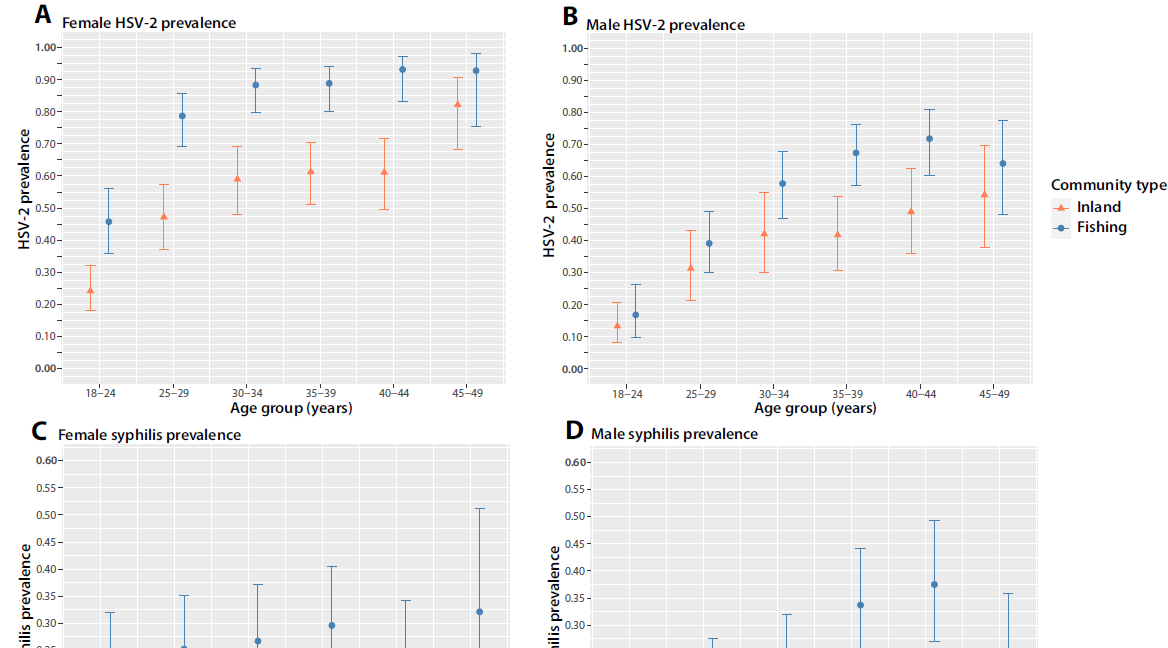 A Female HSV-2 prevalence
HSV-2 prevalence
1.00
0.90
0.80
0.70
0.60
0.50
0.40
0.30
0.20
0.10
0.00
18–24 25–29 30–34 35–39 40–44 45–49
Age group (years)
B Male HSV-2 prevalence
HSV-2 prevalence
1.00
0.90
0.80
0.70
0.60
0.50
0.40
0.30
0.20
0.10
0.00
18–24 25–29 30–34 35–39 40–44 45–49
Age group (years)
Community type
Inland
Fishing
C Female syphilis prevalence
prevalence
0.60
0.55
0.50
0.45
0.40
0.35
0.30
D Male syphilis prevalence
prevalence
0.60
0.55
0.50
0.45
0.40
0.35
0.30